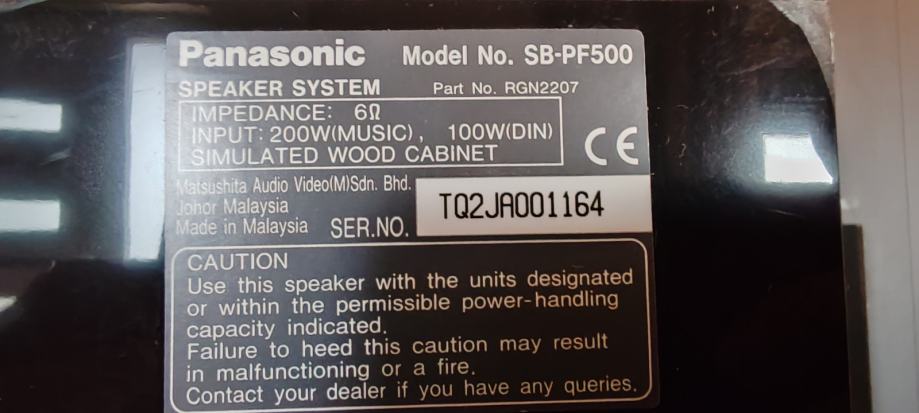 Panasonic Model No. SB-PF500
SPEAKER SYSTEM Part No. RGN2207
IMPEDANCE: 6Ω
INPUT: 200W(MUSIC), 100W(DIN)
SIMULATED WOOD CABINET
CE
Matsushita Audio Video(M)Sdn. Bhd.
Johor Malaysia
Made in Malaysia SER.NO. TQ2JA001164
CAUTION
Use this speaker with the units designated
or within the permissible power-handling
capacity indicated.
Failure to heed this caution may result
in malfunctioning or a fire.
Contact your dealer if you have any queries.